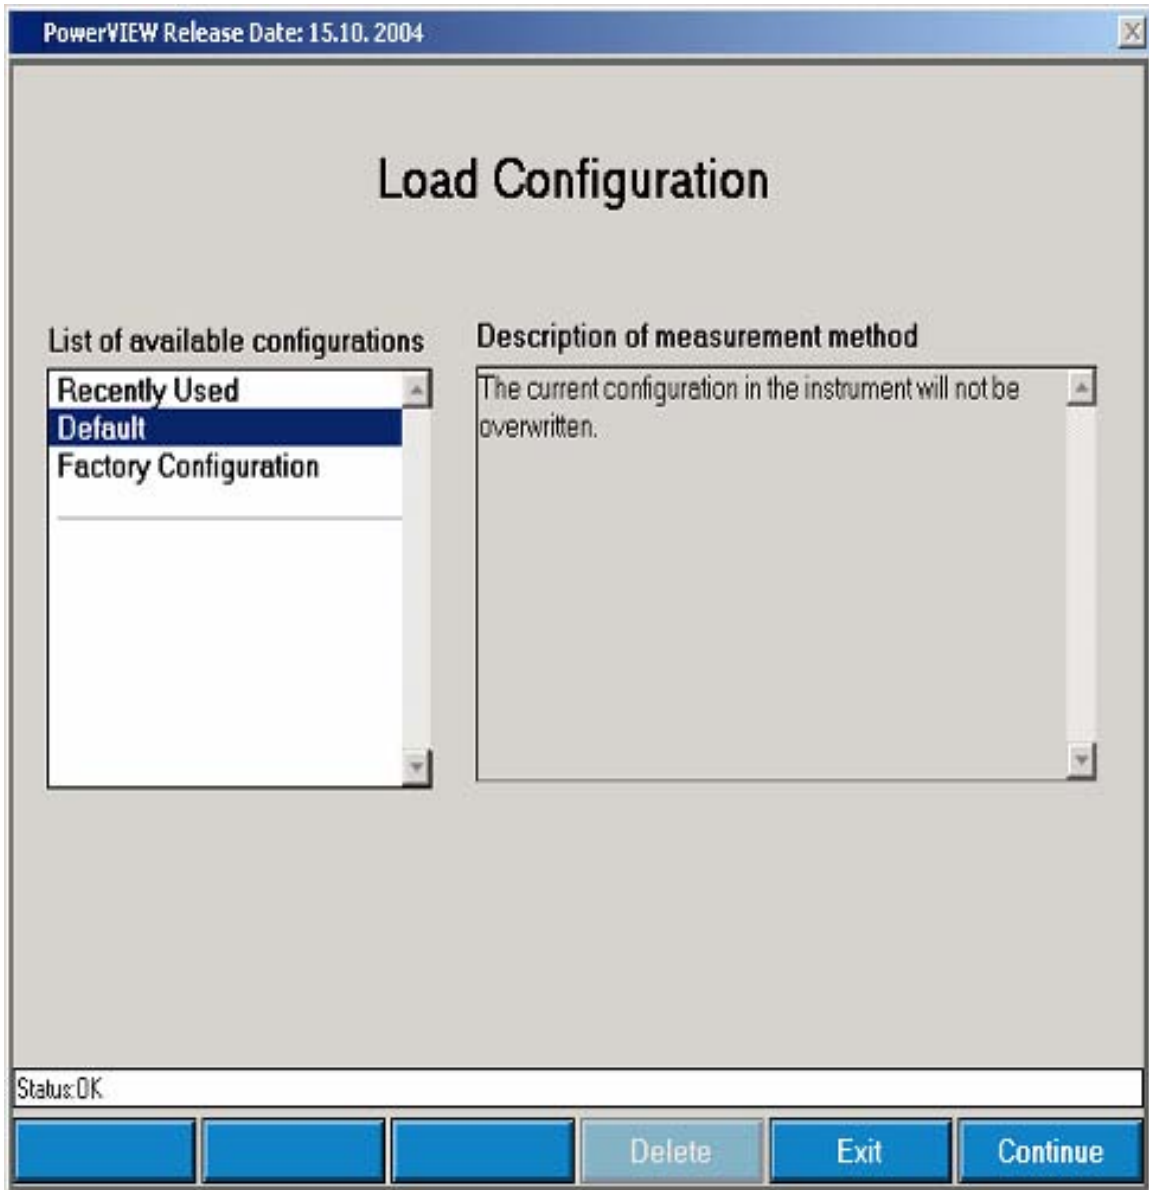 PowerVIEW Release Date: 15.10. 2004
Load Configuration
List of available configurations
Recently Used
Default
Factory Configuration
Description of measurement method
The current configuration in the instrument will not be
overwritten.
Status:OK
Delete
Exit
Continue